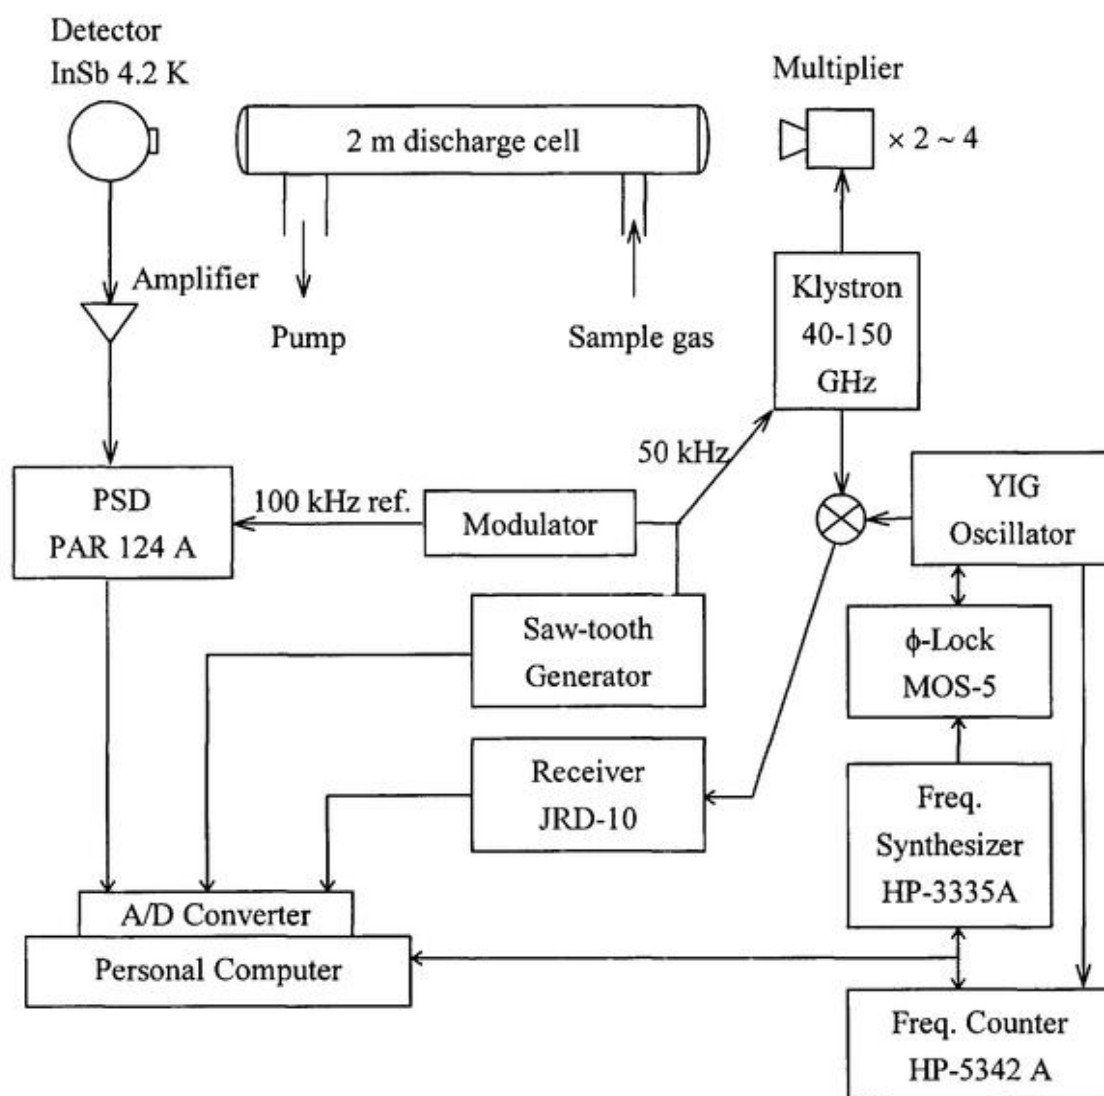 Detector
InSb 4.2 K
2 m discharge cell
Multiplier
× 2 ~ 4
Amplifier
Pump
Sample gas
Klystron
40-150
GHz
50 kHz
PSD
PAR 124 A
100 kHz ref.
Modulator
YIG
Oscillator
Saw-tooth
Generator
ϕ-Lock
MOS-5
Receiver
JRD-10
Freq.
Synthesizer
HP-3335A
A/D Converter
Personal Computer
Freq. Counter
HP-5342 A